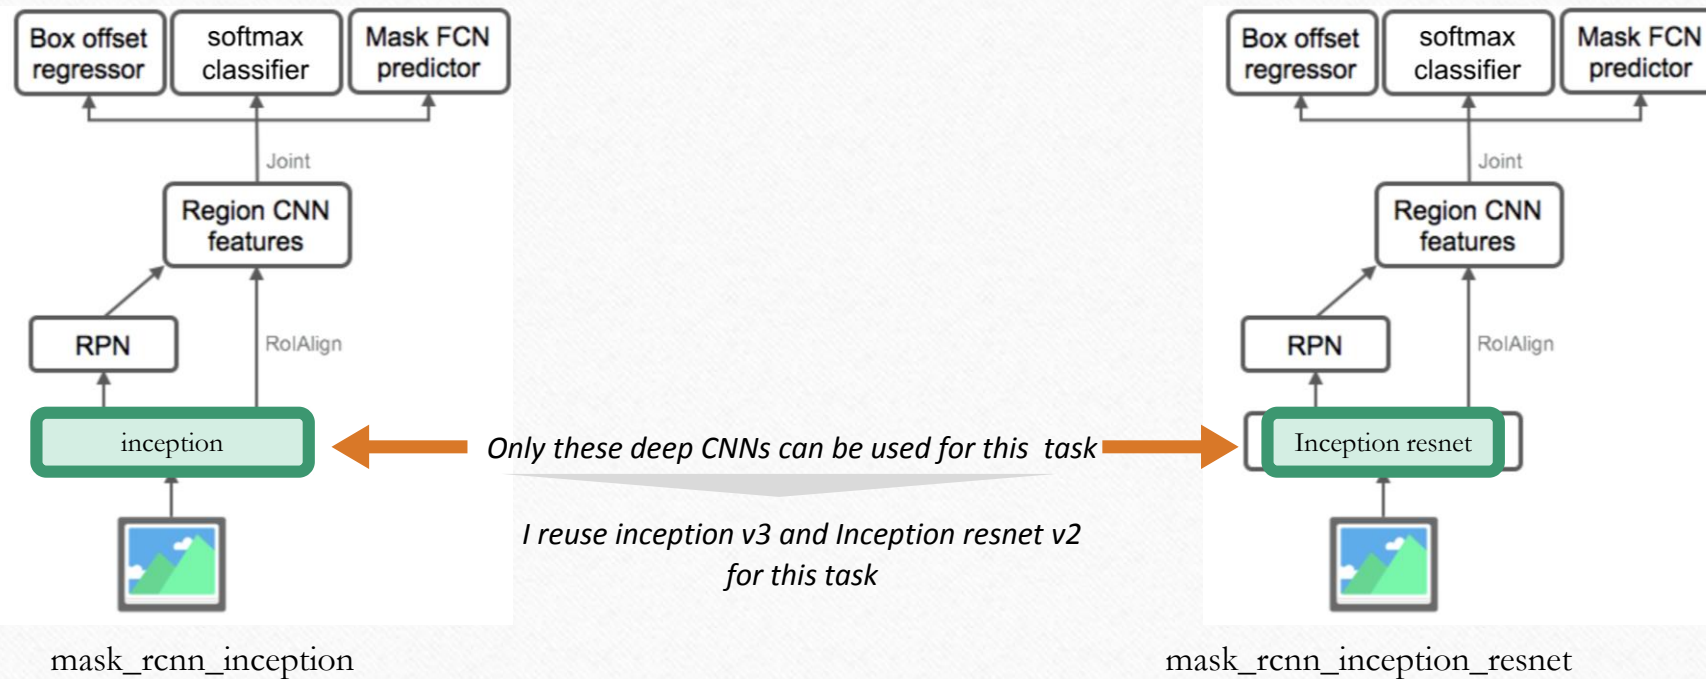 Box offset
regressor
softmax
classifier
Mask FCN
predictor
Joint
Region CNN
features
RPN
RoIAlign
inception
mask_rcnn_inception
Only these deep CNNs can be used for this  task
I reuse inception v3 and Inception resnet v2
for this task
Box offset
regressor
softmax
classifier
Mask FCN
predictor
Joint
Region CNN
features
RPN
RoIAlign
Inception resnet
mask_rcnn_inception_resnet